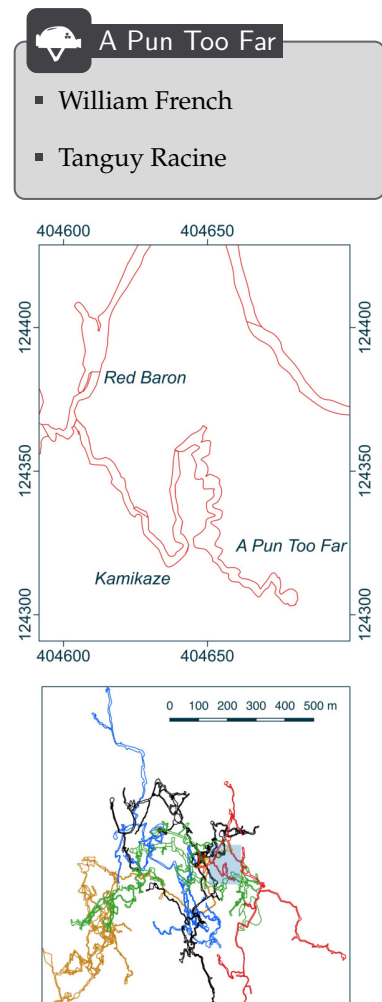 A Pun Too Far
William French
Tanguy Racine
404600 404650
124400 124400
Red Baron
124350 124350
A Pun Too Far
Kamikaze
124300 124300
404600 404650
0 100 200 300 400 500 m